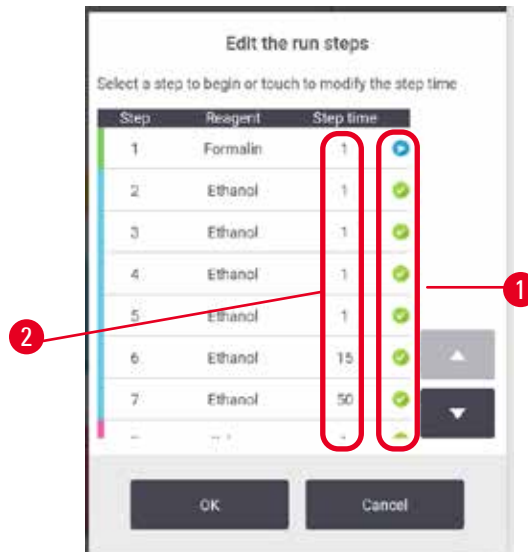 Edit the run steps
Select a step to begin or touch to modify the step time
Step Reagent Step time
1 Formalin 1
2 Ethanol 1
3 Ethanol 1
4 Ethanol 1
5 Ethanol 1
6 Ethanol 15
7 Ethanol 50
OK Cancel
1
2